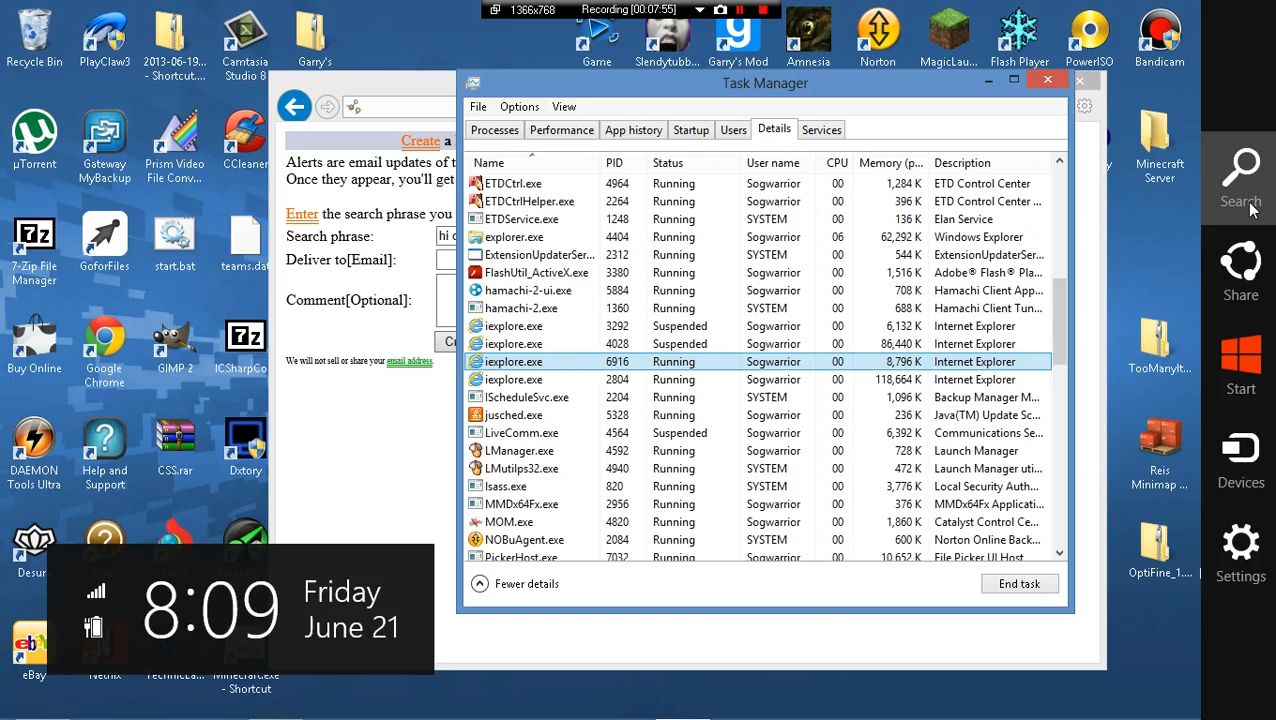 1366x768 Recording [00:07:55]
Recycle Bin
PlayClaw3
2013-06-19... - Shortcut....
Camtasia Studio 8
Garry's
Game
Slendytubb...
Garry's Mod
Amnesia
Norton
MagicLau...
Flash Player
PowerISO
Bandicam
µTorrent
Gateway MyBackup
Prism Video File Conv...
CCleaner
7-Zip File Manager
GoforFiles
start.bat
teams.dat
Buy Online
Google Chrome
GIMP 2
ICSharpCo...
DAEMON Tools Ultra
Help and Support
CSS.rar
Dxtory
Desur
eBay
Netflix
Minecraft.exe - Shortcut
Create a
Alerts are email updates of t
Once they appear, you'll get
Enter the search phrase you
Search phrase: hi c
Deliver to[Email]:
Comment[Optional]:
We will not sell or share your email address.
Task Manager
File Options View
Processes Performance App history Startup Users Details Services
Name PID Status User name CPU Memory (p... Description
ETDCtrl.exe 4964 Running Sogwarrior 00 1,284 K ETD Control Center
ETDCtrlHelper.exe 2264 Running Sogwarrior 00 396 K ETD Control Center ...
ETDService.exe 1248 Running SYSTEM 00 136 K Elan Service
explorer.exe 4404 Running Sogwarrior 06 62,292 K Windows Explorer
ExtensionUpdaterSer... 2312 Running SYSTEM 00 544 K ExtensionUpdaterSer...
FlashUtil_ActiveX.exe 3380 Running Sogwarrior 00 1,516 K Adobe® Flash® Pla...
hamachi-2-ui.exe 5884 Running Sogwarrior 00 708 K Hamachi Client App...
hamachi-2.exe 1360 Running SYSTEM 00 688 K Hamachi Client Tun...
iexplore.exe 3292 Suspended Sogwarrior 00 6,132 K Internet Explorer
iexplore.exe 4028 Suspended Sogwarrior 00 86,440 K Internet Explorer
iexplore.exe 6916 Running Sogwarrior 00 8,796 K Internet Explorer
iexplore.exe 2804 Running Sogwarrior 00 118,664 K Internet Explorer
IScheduleSvc.exe 2204 Running SYSTEM 00 1,096 K Backup Manager M...
jusched.exe 5328 Running Sogwarrior 00 236 K Java(TM) Update Sc...
LiveComm.exe 4564 Suspended Sogwarrior 00 6,392 K Communications Se...
LManager.exe 4592 Running Sogwarrior 00 728 K Launch Manager
LMutilps32.exe 4940 Running SYSTEM 00 472 K Launch Manager uti...
lsass.exe 820 Running SYSTEM 00 3,776 K Local Security Auth...
MMDx64Fx.exe 2956 Running Sogwarrior 00 376 K MMDx64Fx Applicati...
MOM.exe 4820 Running Sogwarrior 00 1,860 K Catalyst Control Ce...
NOBuAgent.exe 2084 Running SYSTEM 00 600 K Norton Online Back...
PickerHost.exe 7032 Running Sogwarrior 00 10,652 K File Picker UI Host
Fewer details
End task
Minecraft Server
TooManyIt...
Reis Minimap ...
OptiFine_1....
Search
Share
Start
Devices
Settings
8:09
Friday
June 21